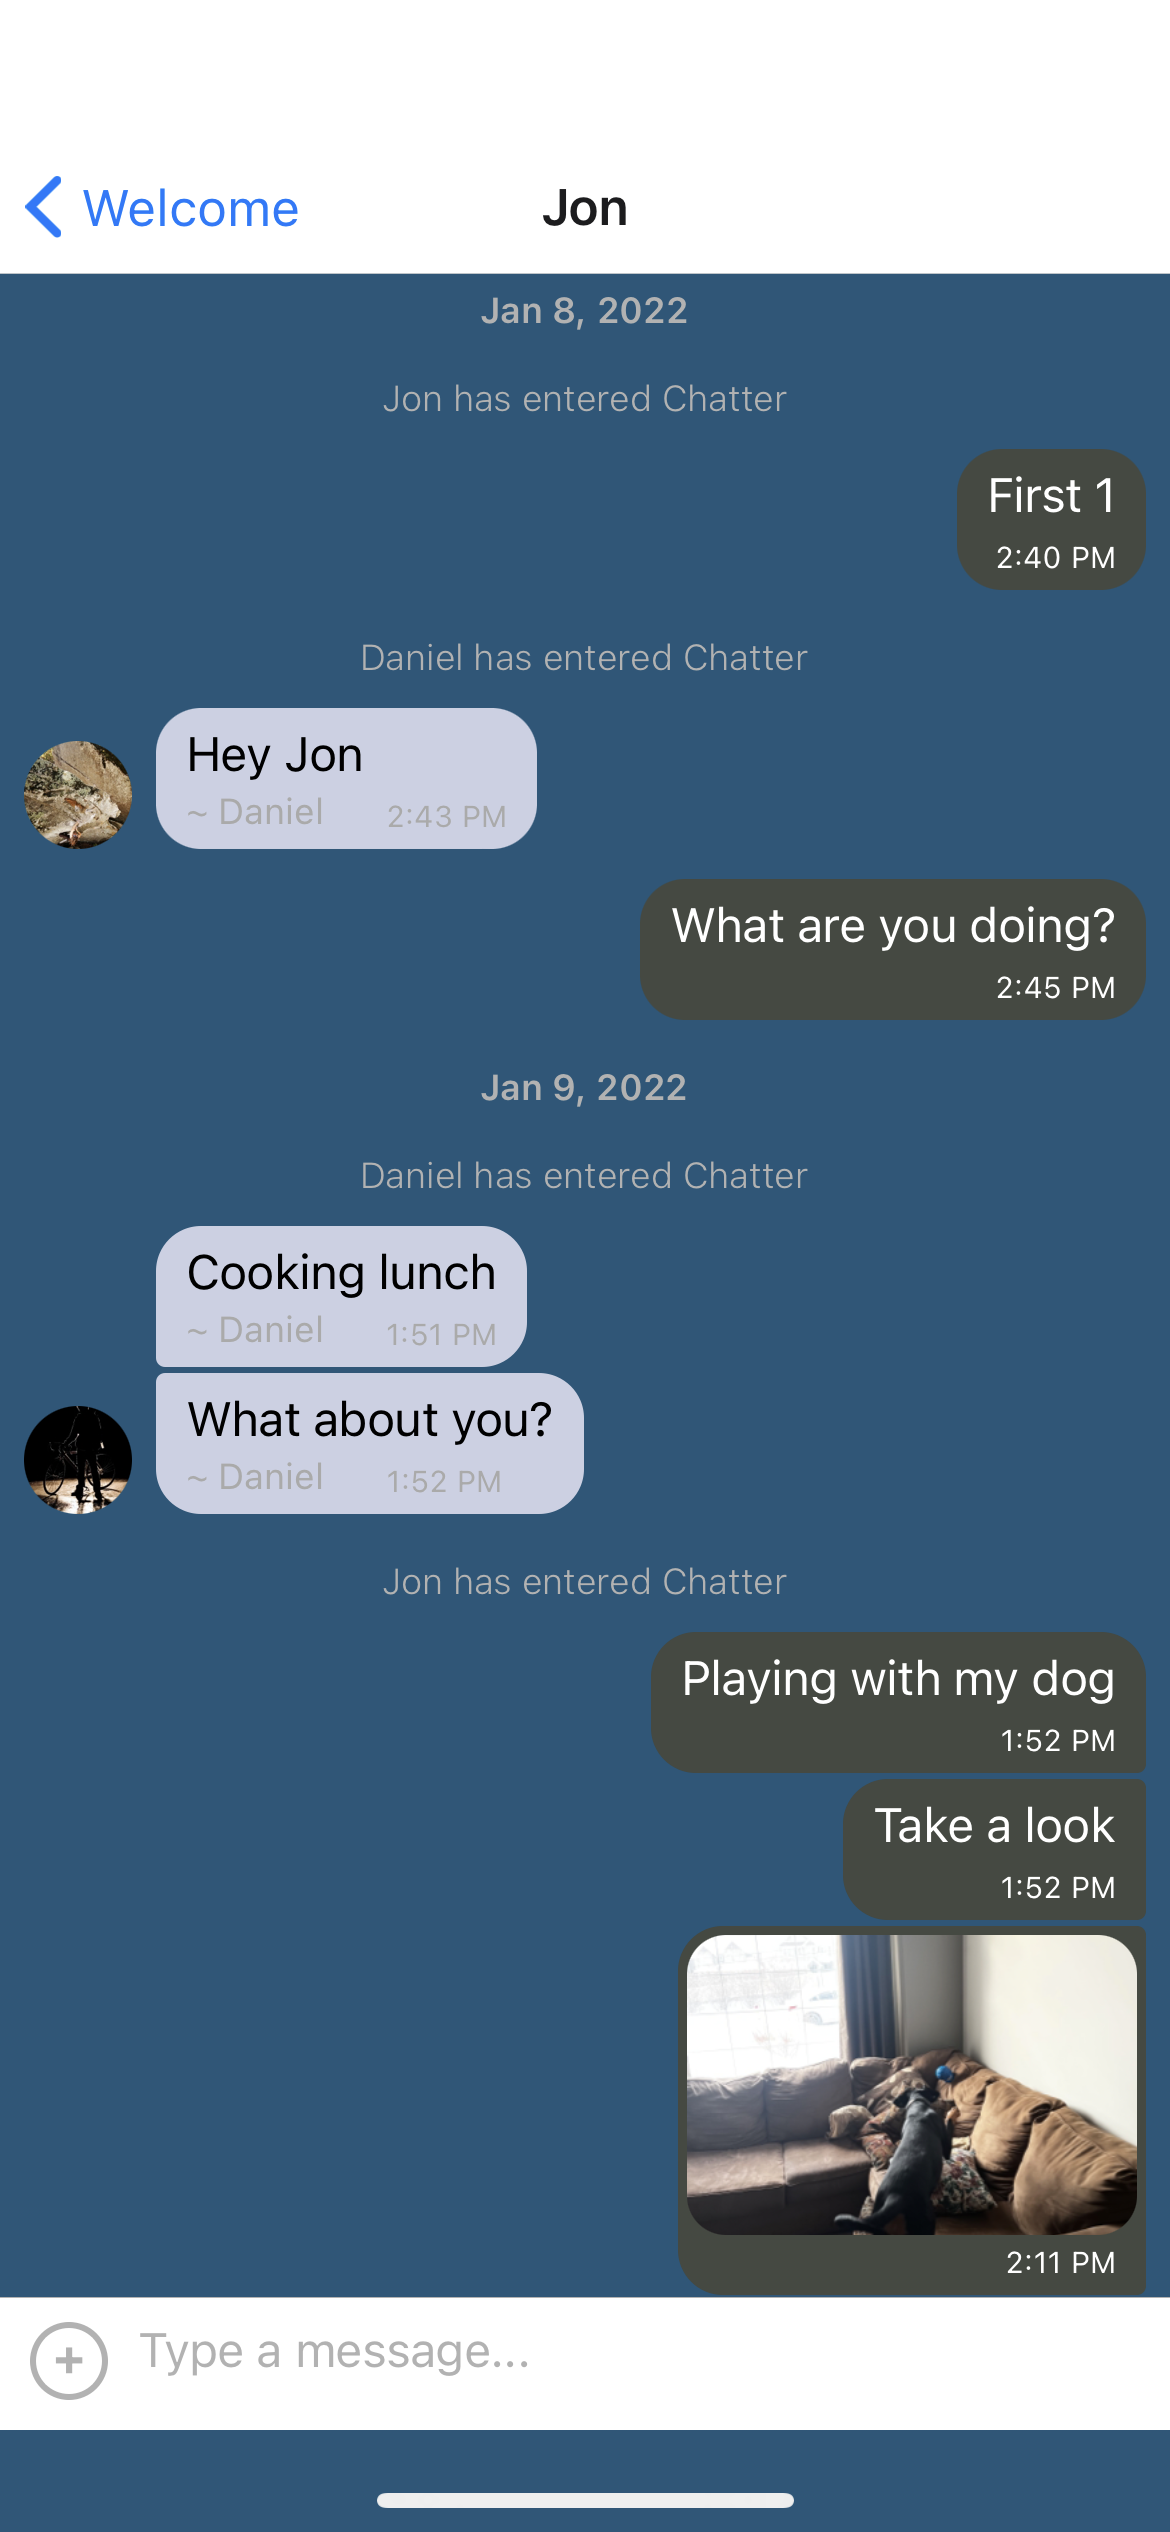 Welcome
Jon
Jan 8, 2022
Jon has entered Chatter
First 1
2:40 PM
Daniel has entered Chatter
Hey Jon
~ Daniel 2:43 PM
What are you doing?
2:45 PM
Jan 9, 2022
Daniel has entered Chatter
Cooking lunch
~ Daniel 1:51 PM
What about you?
~ Daniel 1:52 PM
Jon has entered Chatter
Playing with my dog
1:52 PM
Take a look
1:52 PM
2:11 PM
Type a message...